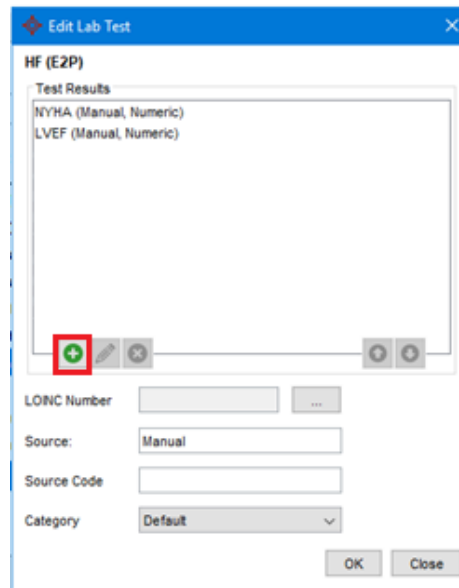 Edit Lab Test
HF (E2P)
Test Results
NYHA (Manual, Numeric)
LVEF (Manual, Numeric)
LOINC Number
...
Source:
Manual
Source Code
Category
Default
OK
Close